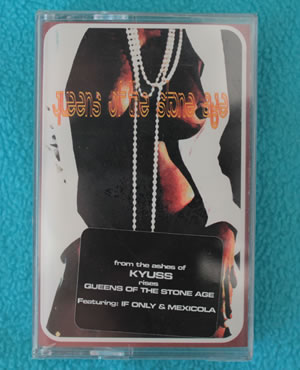 queens of the stone age
from the ashes of
KYUSS
rises
QUEENS OF THE STONE AGE
Featuring: IF ONLY & MEXICOLA